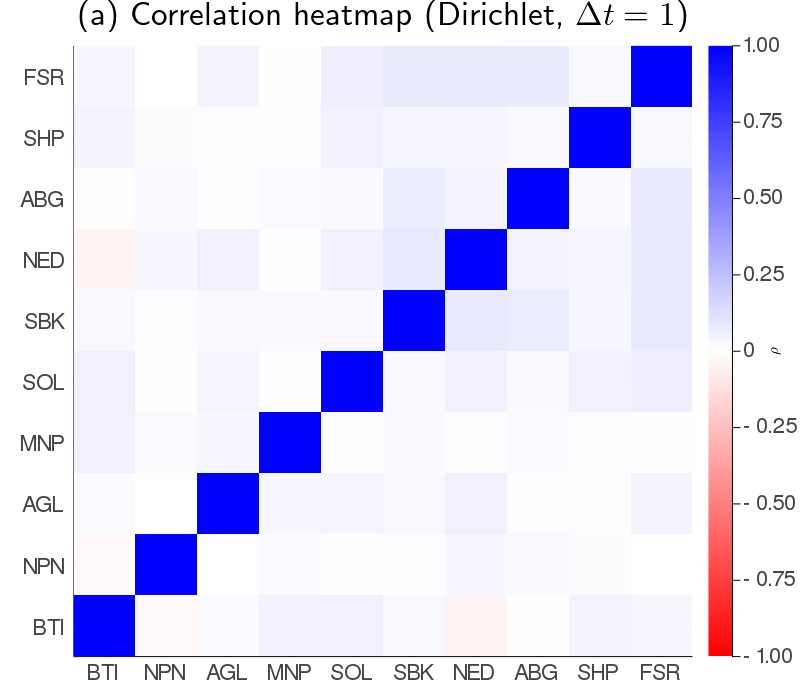 (a) Correlation heatmap (Dirichlet, Δt = 1)
FSR
SHP
ABG
NED
SBK
SOL
MNP
AGL
NPN
BTI
BTI NPN AGL MNP SOL SBK NED ABG SHP FSR
1.00
0.75
0.50
0.25
0
- 0.25
- 0.50
- 0.75
- 1.00
ρ